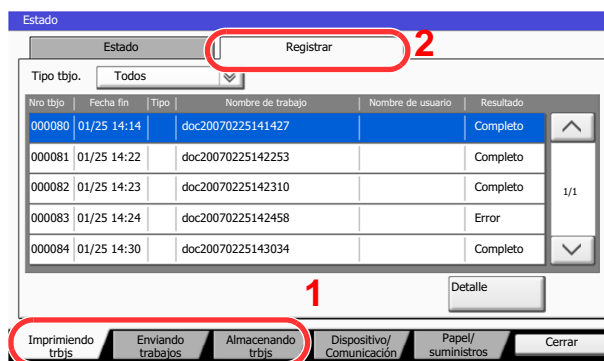 Estado
Estado
Registrar
2
Tipo tbjo.
Todos
Nro tbjo Fecha fin Tipo Nombre de trabajo Nombre de usuario Resultado
000080 01/25 14:14 doc20070225141427 Completo
000081 01/25 14:22 doc20070225142253 Completo
000082 01/25 14:23 doc20070225142310 Completo
1/1
000083 01/25 14:24 doc20070225142458 Error
000084 01/25 14:30 doc20070225143034 Completo
1
Detalle
Imprimiendo
trbjs
Enviando
trabajos
Almacenando
trbjs
Dispositivo/
Comunicación
Papel/
suministros
Cerrar